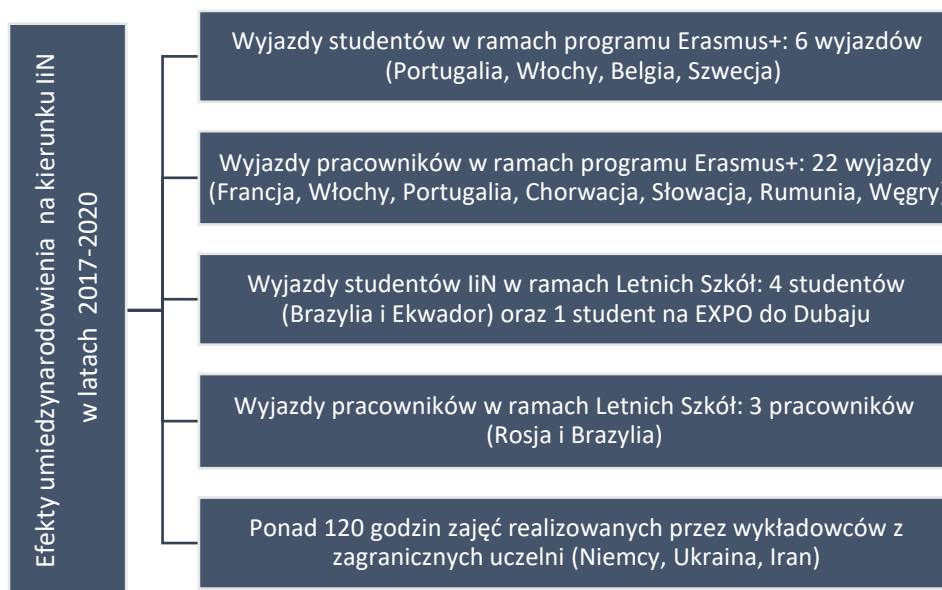 Efekty umiedzynarodowienia na kierunku IiN
w latach 2017-2020
Wyjazdy studentów w ramach programu Erasmus+: 6 wyjazdów
(Portugalia, Włochy, Belgia, Szwecja)
Wyjazdy pracowników w ramach programu Erasmus+: 22 wyjazdy
(Francja, Włochy, Portugalia, Chorwacja, Słowacja, Rumunia, Węgry)
Wyjazdy studentów IiN w ramach Letnich Szkół: 4 studentów
(Brazylia i Ekwador) oraz 1 student na EXPO do Dubaju
Wyjazdy pracowników w ramach Letnich Szkół: 3 pracowników
(Rosja i Brazylia)
Ponad 120 godzin zajęć realizowanych przez wykładowców z
zagranicznych uczelni (Niemcy, Ukraina, Iran)